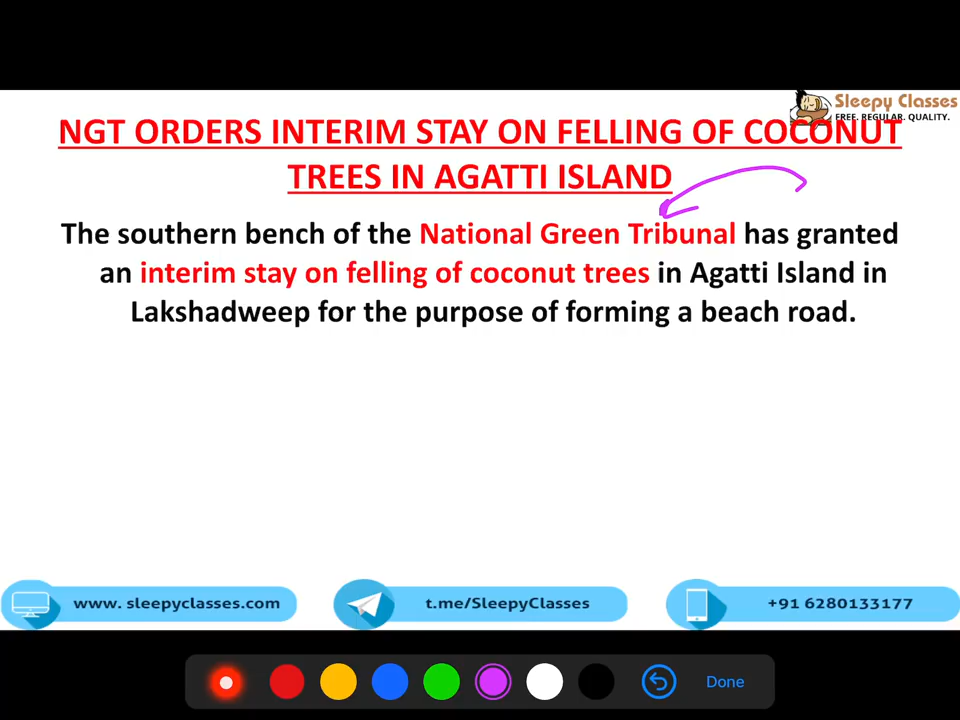 Sleepy Classes
FREE. REGULAR. QUALITY.
NGT ORDERS INTERIM STAY ON FELLING OF COCONUT
TREES IN AGATTI ISLAND
The southern bench of the National Green Tribunal has granted
an interim stay on felling of coconut trees in Agatti Island in
Lakshadweep for the purpose of forming a beach road.
www. sleepyclasses.com
t.me/SleepyClasses
+91 6280133177
Done